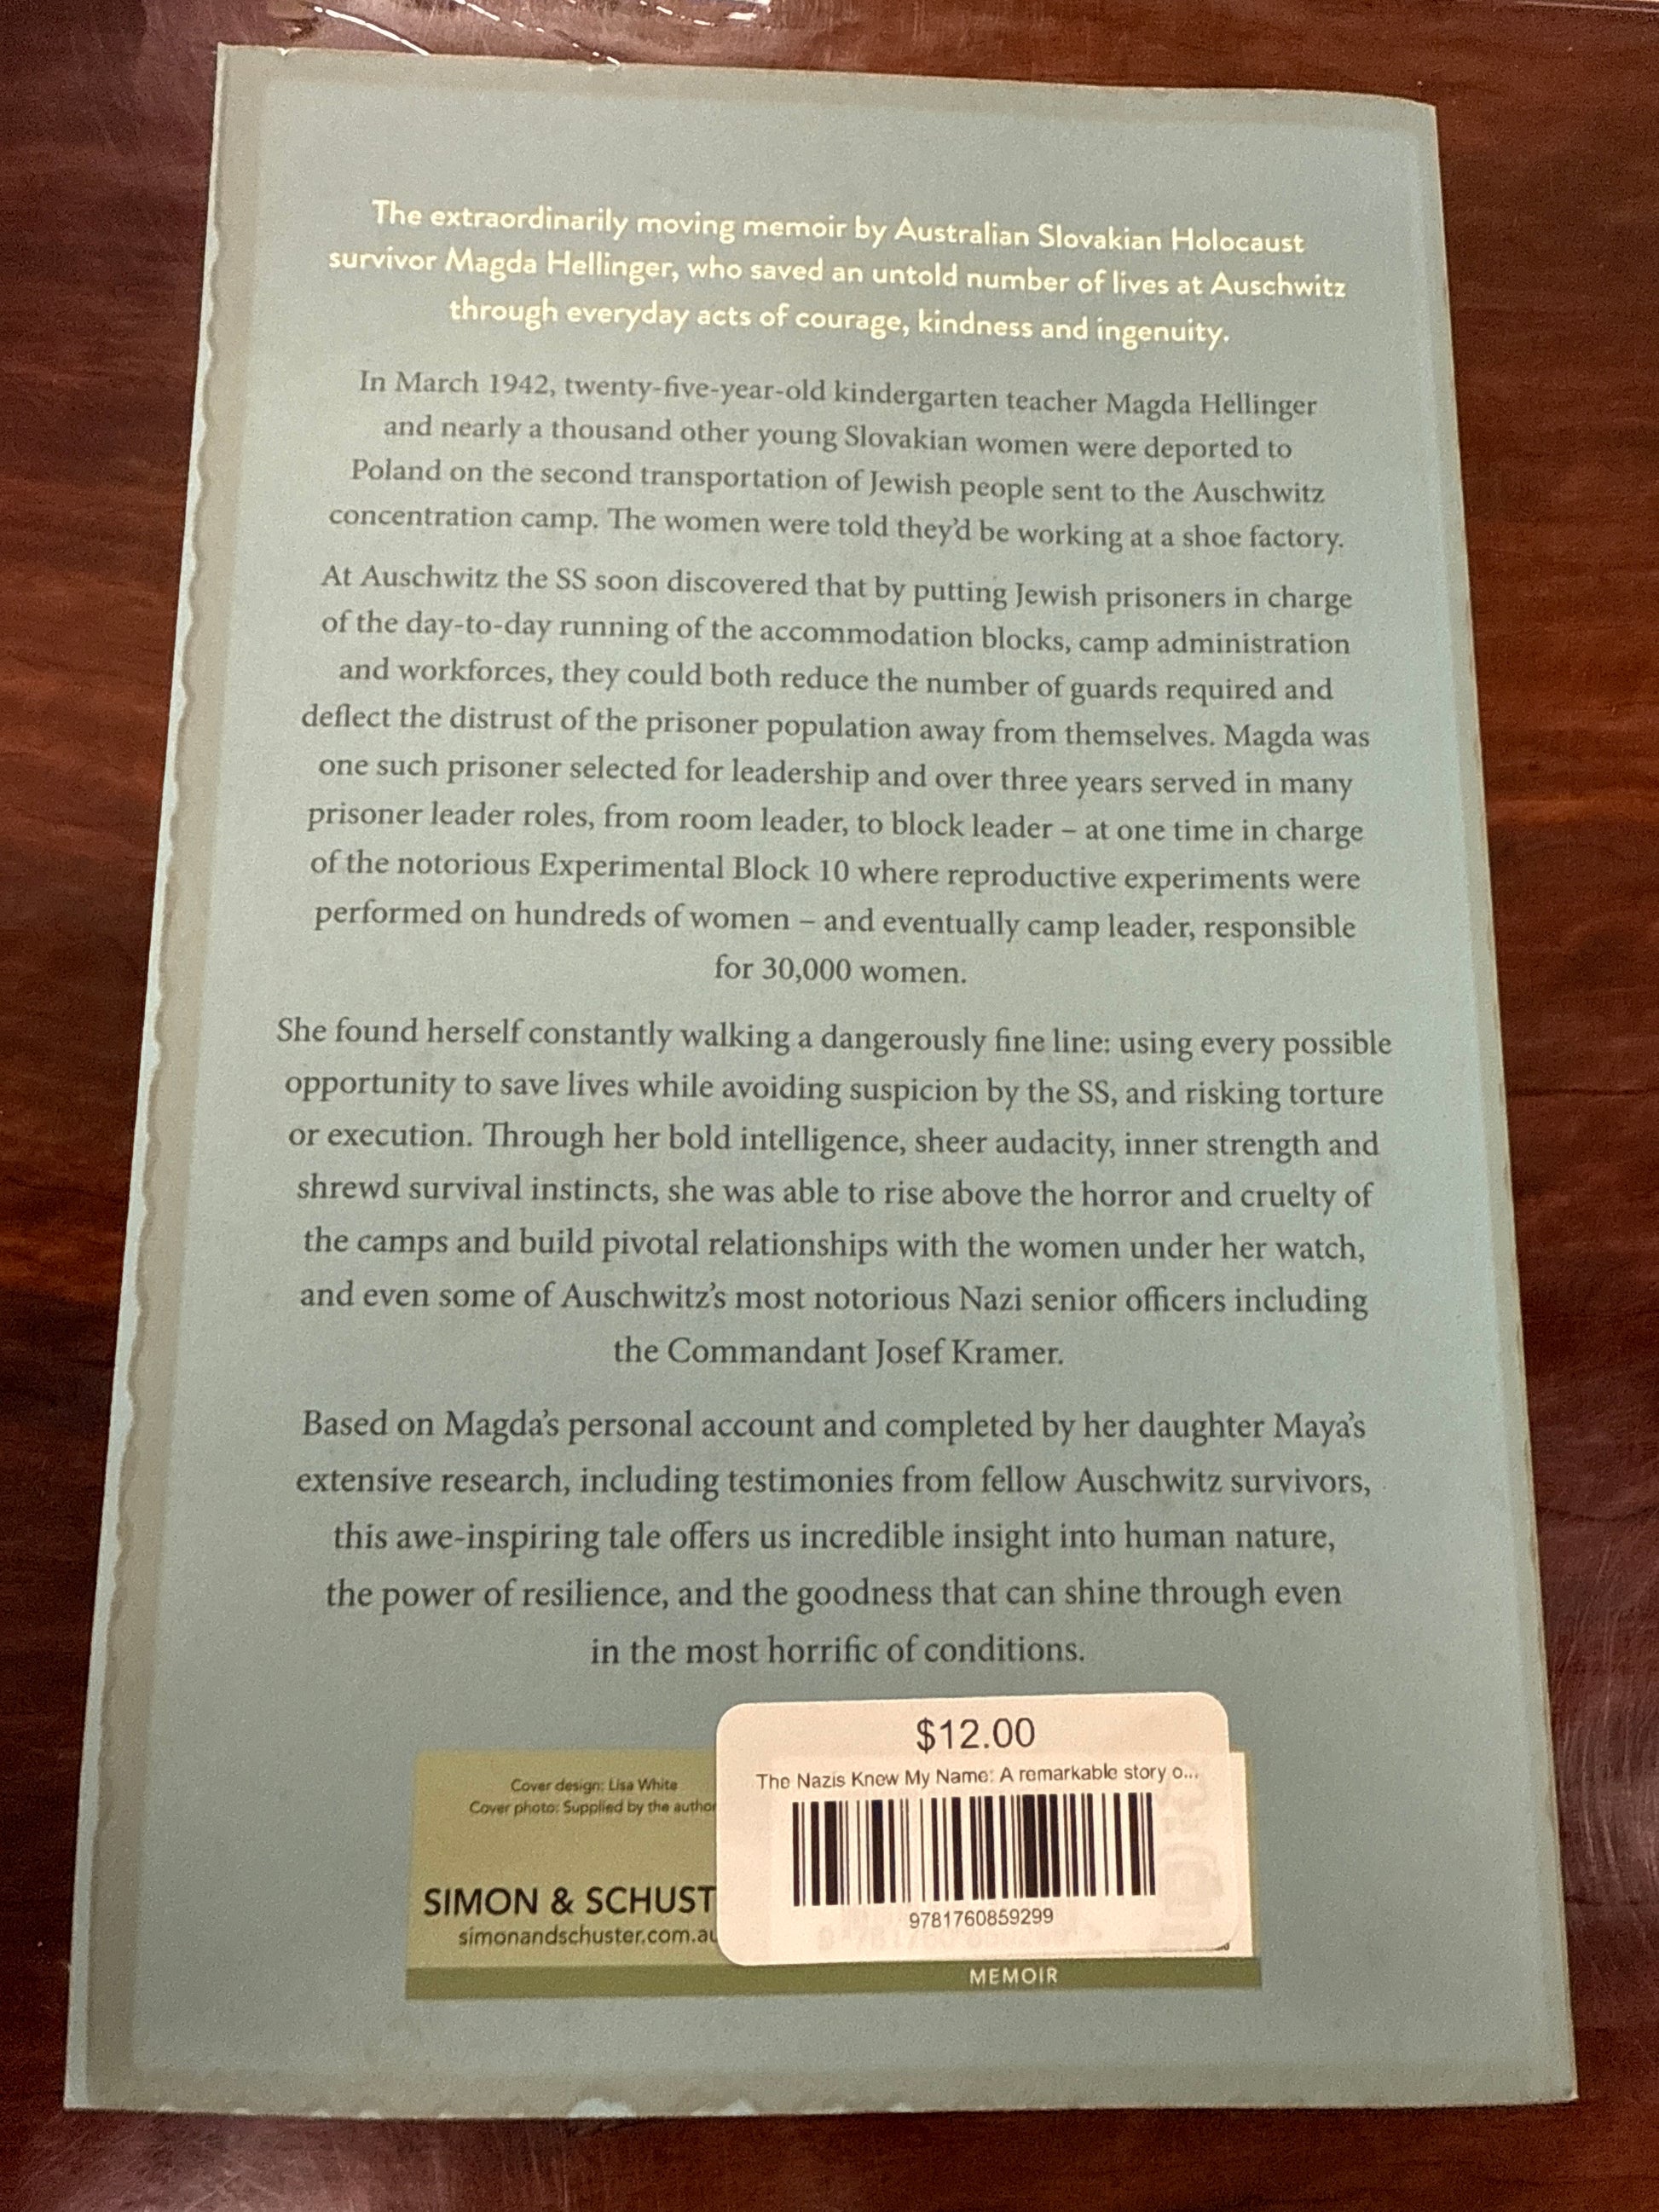 The extraordinarily moving memoir by Australian Slovakian Holocaust
survivor Magda Hellinger, who saved an untold number of lives at Auschwitz
through everyday acts of courage, kindness and ingenuity.
In March 1942, twenty-five-year-old kindergarten teacher Magda Hellinger
and nearly a thousand other young Slovakian women were deported to
Poland on the second transportation of Jewish people sent to the Auschwitz
concentration camp. The women were told they’d be working at a shoe factory.
At Auschwitz the SS soon discovered that by putting Jewish prisoners in charge
of the day-to-day running of the accommodation blocks, camp administration
and workforces, they could both reduce the number of guards required and
deflect the distrust of the prisoner population away from themselves. Magda was
one such prisoner selected for leadership and over three years served in many
prisoner leader roles, from room leader, to block leader – at one time in charge
of the notorious Experimental Block 10 where reproductive experiments were
performed on hundreds of women – and eventually camp leader, responsible
for 30,000 women.
She found herself constantly walking a dangerously fine line: using every possible
opportunity to save lives while avoiding suspicion by the SS, and risking torture
or execution. Through her bold intelligence, sheer audacity, inner strength and
shrewd survival instincts, she was able to rise above the horror and cruelty of
the camps and build pivotal relationships with the women under her watch,
and even some of Auschwitz’s most notorious Nazi senior officers including
the Commandant Josef Kramer.
Based on Magda’s personal account and completed by her daughter Maya’s
extensive research, including testimonies from fellow Auschwitz survivors,
this awe-inspiring tale offers us incredible insight into human nature,
the power of resilience, and the goodness that can shine through even
in the most horrific of conditions.
$12.00
The Nazis Knew My Name: A remarkable story o...
9781760859299
Cover design: Lisa White
Cover photo: Supplied by the author
SIMON & SCHUST
simonandschuster.com.au
MEMOIR